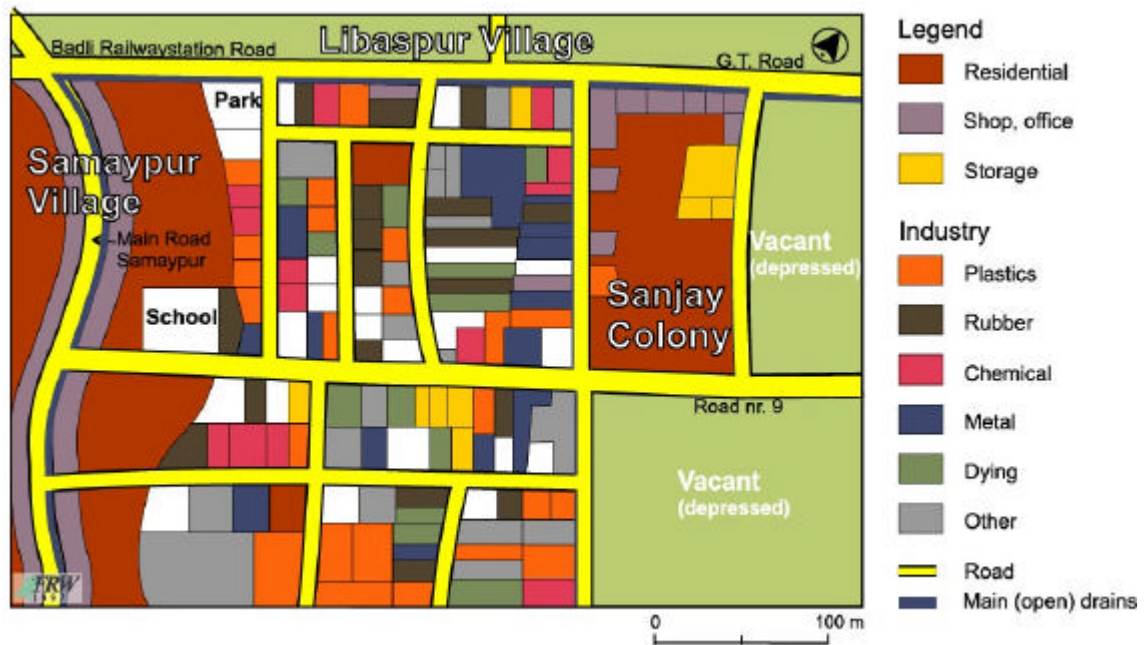 Badli Railwaystation Road
Libaspur Village
G.T. Road
Park
Samaypur
Village
Main Road
Samaypur
School
Vacant
(depressed)
Sanjay
Colony
Road nr. 9
Vacant
(depressed)
FRW
0
100 m
Legend
Residential
Shop, office
Storage
Industry
Plastics
Rubber
Chemical
Metal
Dying
Other
Road
Main (open) drains